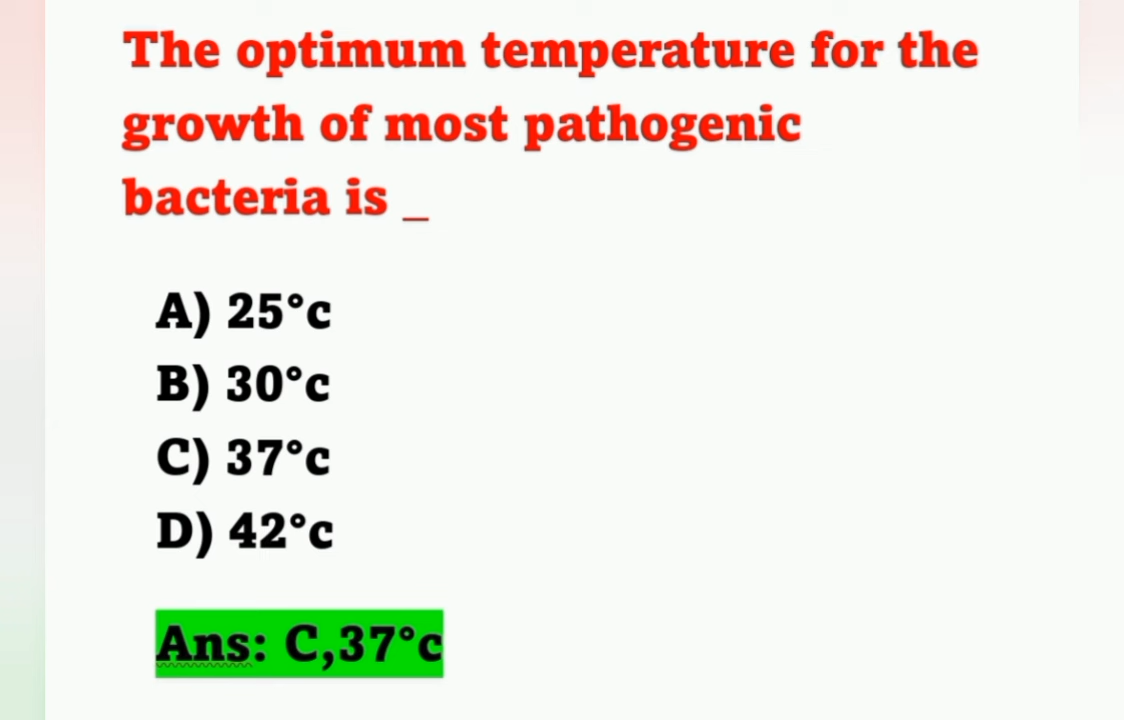 The optimum temperature for the
growth of most pathogenic
bacteria is _
A) 25°c
B) 30°c
C) 37°c
D) 42°c
Ans: C,37°c